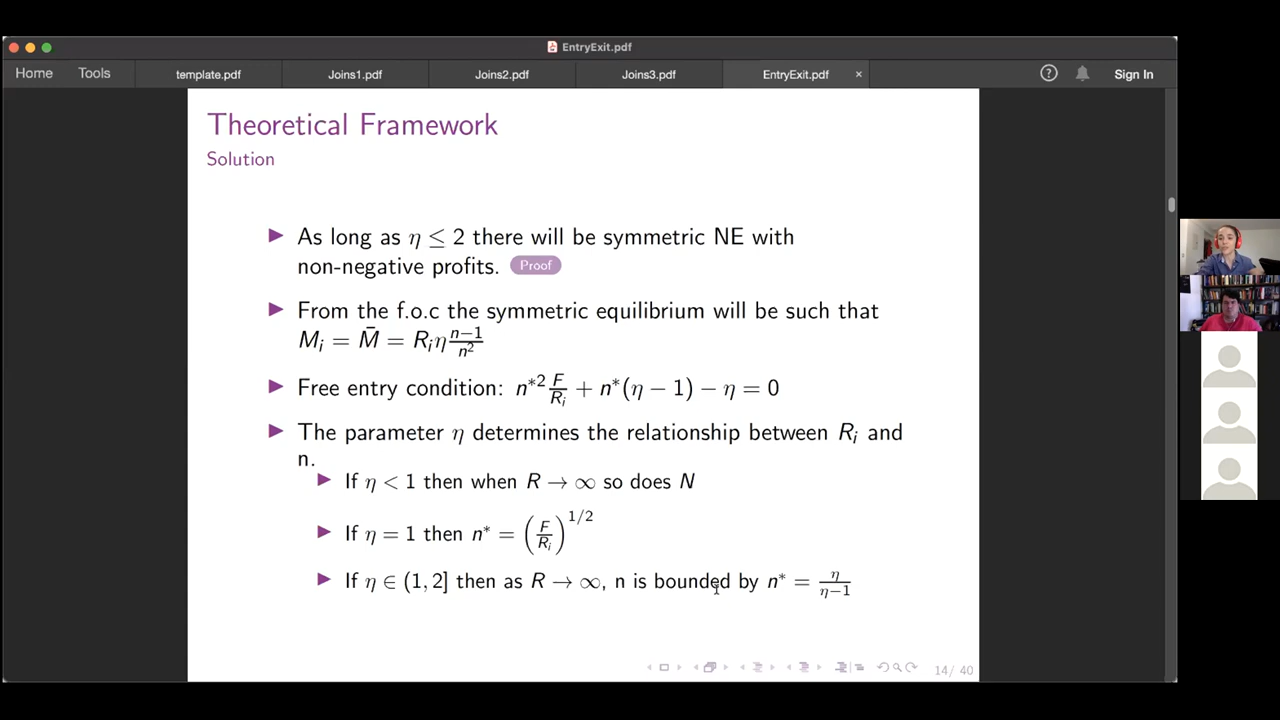 EntryExit.pdf
Home Tools template.pdf Joins1.pdf Joins2.pdf Joins3.pdf EntryExit.pdf × ? Sign In
Theoretical Framework
Solution
▶ As long as η ≤ 2 there will be symmetric NE with
non-negative profits. Proof
▶ From the f.o.c the symmetric equilibrium will be such that
M_i = M̄ = R_i η (n−1)/n²
▶ Free entry condition: n*² F/R_i + n*(η − 1) − η = 0
▶ The parameter η determines the relationship between R_i and
n.
▶ If η < 1 then when R → ∞ so does N
▶ If η = 1 then n* = (F/R_i)^1/2
▶ If η ∈ (1, 2] then as R → ∞, n is bounded by n* = η/(η−1)
14 / 40